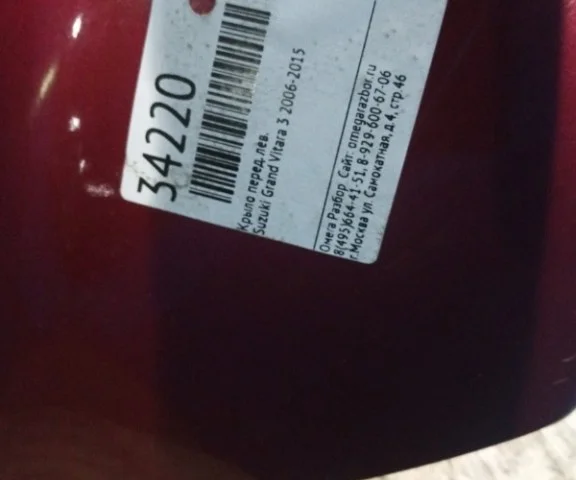 34220
Крыло перед.лев.
Suzuki Grand Vitara 3 2006-2015
Омега Разбор Сайт: omegarazbor.ru
8(495)664-41-51, 8-929-600-67-06
г.Москва ул. Самокатная, д.4, стр.46